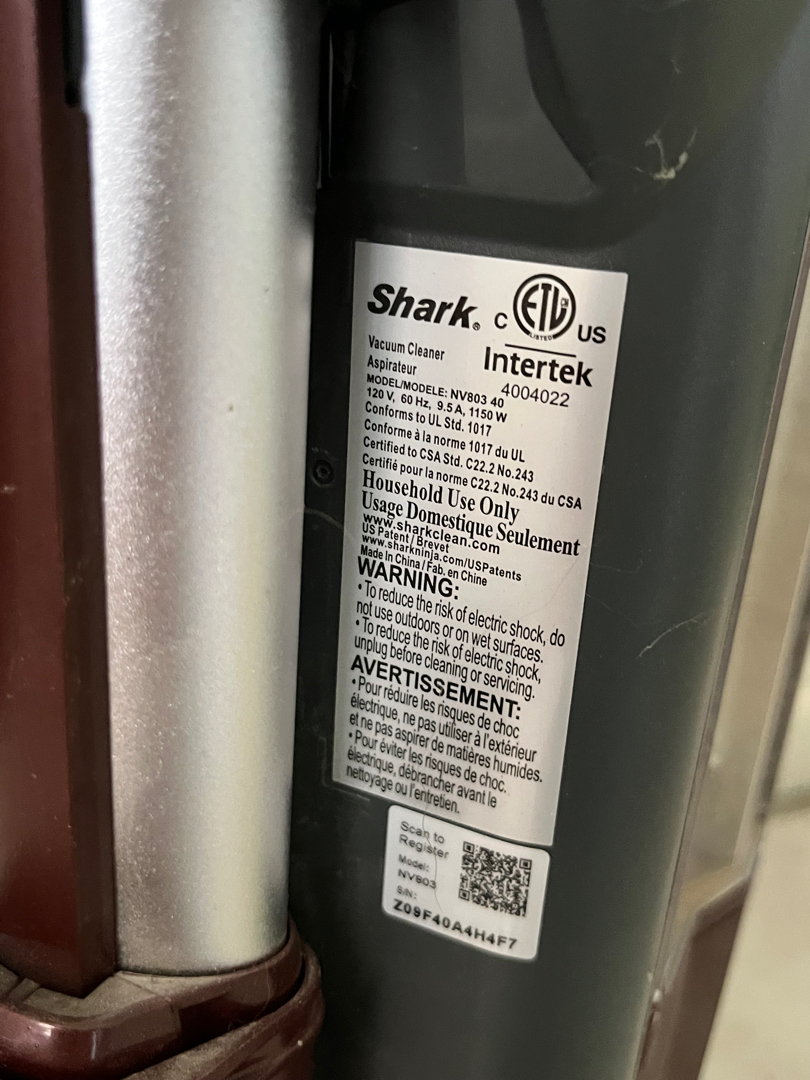 Shark®
C ETL CM LISTED US
Intertek
4004022
Vacuum Cleaner
Aspirateur
MODEL/MODELE: NV803 40
120 V, 60 Hz, 9.5 A, 1150 W
Conforms to UL Std. 1017
Conforme à la norme 1017 du UL
Certified to CSA Std. C22.2 No.243
Certifié pour la norme C22.2 No.243 du CSA
Household Use Only
Usage Domestique Seulement
www.sharkclean.com
US Patent / Brevet
www.sharkninja.com/USPatents
Made in China / Fab. en Chine
WARNING:
• To reduce the risk of electric shock, do
not use outdoors or on wet surfaces.
• To reduce the risk of electric shock,
unplug before cleaning or servicing.
AVERTISSEMENT:
• Pour réduire les risques de choc
électrique, ne pas utiliser à l'extérieur
et ne pas aspirer de matières humides.
• Pour éviter les risques de choc.
électrique, débrancher avant le
nettoyage ou l'entretien.
Scan to
Register
Model:
NV803
S/N:
Z09F40A4H4F7